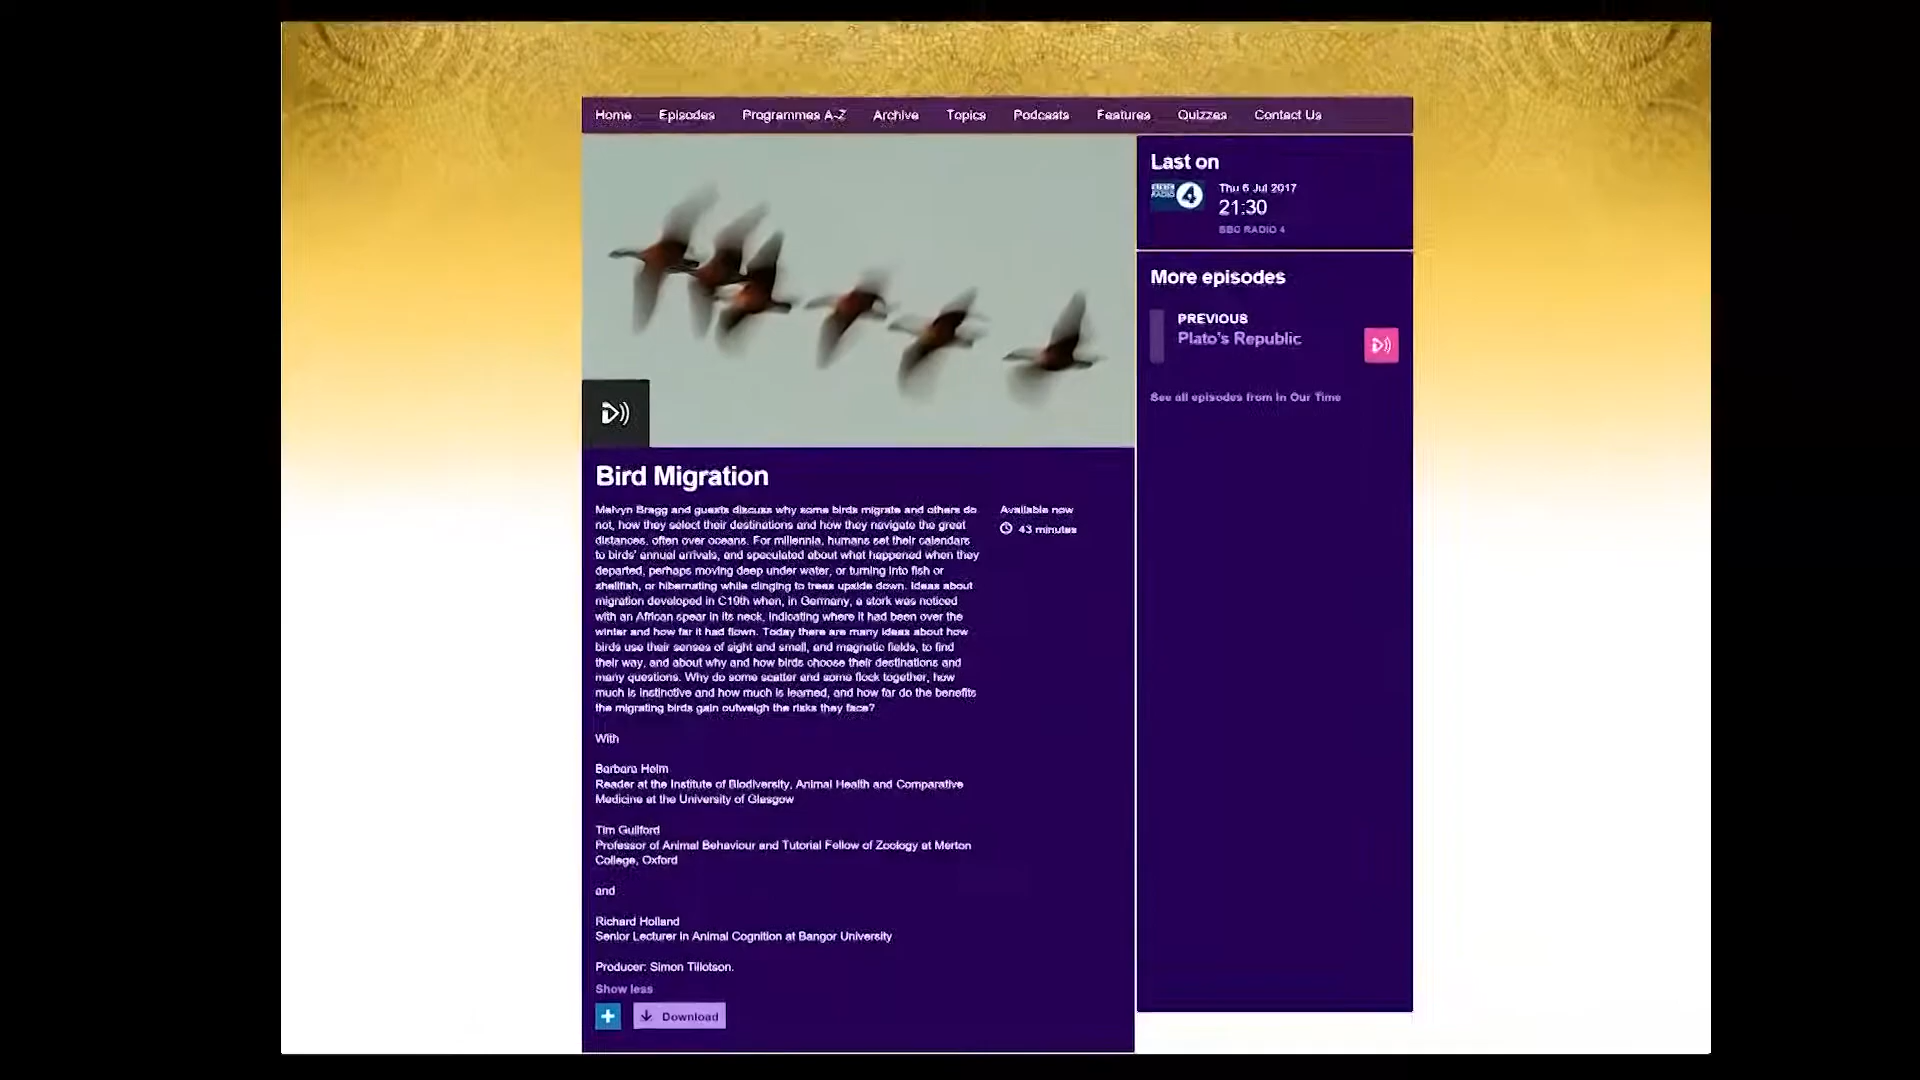 Home Episodes Programmes A-Z Archive Topics Podcasts Features Quizzes Contact Us
Last on
BBC RADIO 4
Thu 6 Jul 2017
21:30
BBC RADIO 4
More episodes
PREVIOUS
Plato's Republic
See all episodes from In Our Time
Bird Migration
Melvyn Bragg and guests discuss why some birds migrate and others do
not, how they select their destinations and how they navigate the great
distances, often over oceans. For millennia, humans set their calendars
to birds' annual arrivals, and speculated about what happened when they
departed, perhaps moving deep under water, or turning into fish or
shellfish, or hibernating while clinging to trees upside down. Ideas about
migration developed in C19th when, in Germany, a stork was noticed
with an African spear in its neck, indicating where it had been over the
winter and how far it had flown. Today there are many ideas about how
birds use their senses of sight and smell, and magnetic fields, to find
their way, and about why and how birds choose their destinations and
many questions. Why do some scatter and some flock together, how
much is instinctive and how much is learned, and how far do the benefits
the migrating birds gain outweigh the risks they face?
Available now
43 minutes
With
Barbara Helm
Reader at the Institute of Biodiversity, Animal Health and Comparative
Medicine at the University of Glasgow
Tim Guilford
Professor of Animal Behaviour and Tutorial Fellow of Zoology at Merton
College, Oxford
and
Richard Holland
Senior Lecturer in Animal Cognition at Bangor University
Producer: Simon Tillotson.
Show less
Download